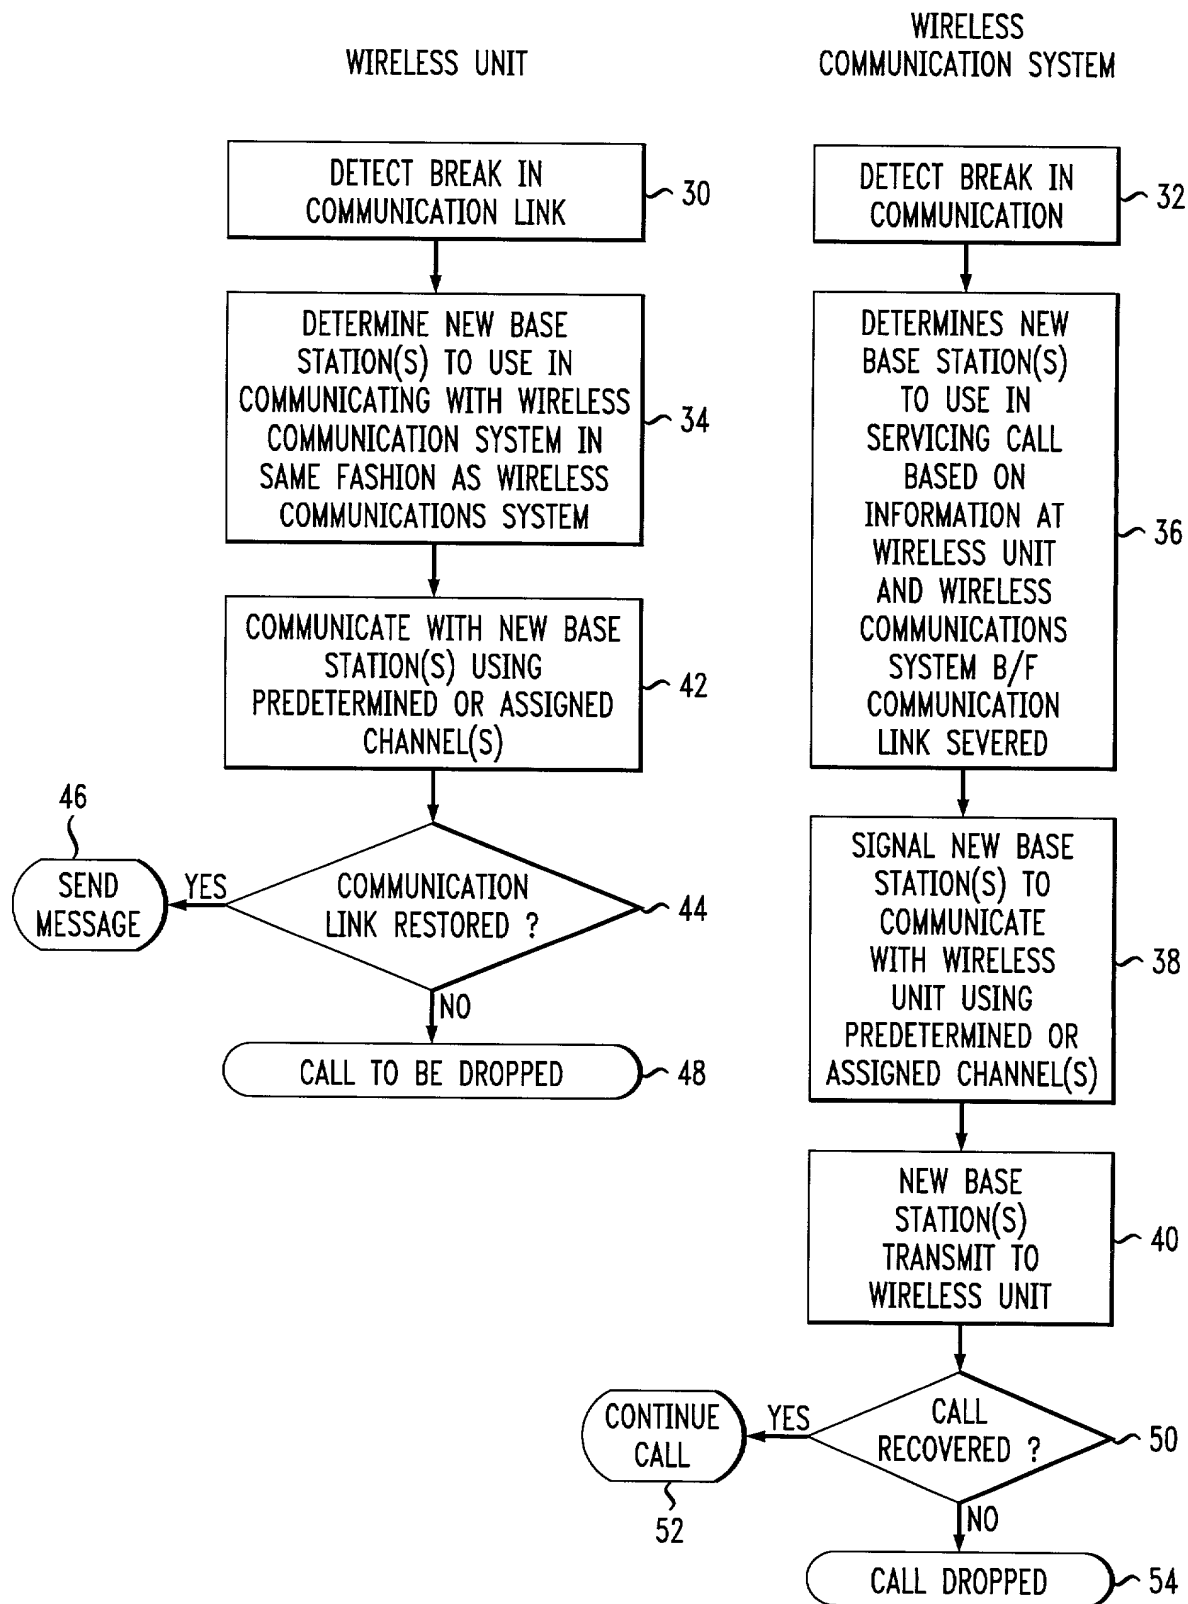 WIRELESS UNIT
DETECT BREAK IN
COMMUNICATION LINK
30
DETERMINE NEW BASE
STATION(S) TO USE IN
COMMUNICATING WITH WIRELESS
COMMUNICATION SYSTEM IN
SAME FASHION AS WIRELESS
COMMUNICATIONS SYSTEM
34
COMMUNICATE WITH NEW BASE
STATION(S) USING
PREDETERMINED OR ASSIGNED
CHANNEL(S)
42
COMMUNICATION
LINK RESTORED ?
44
YES
46
SEND
MESSAGE
NO
CALL TO BE DROPPED
48
WIRELESS
COMMUNICATION SYSTEM
DETECT BREAK IN
COMMUNICATION
32
DETERMINES NEW
BASE STATION(S)
TO USE IN
SERVICING CALL
BASED ON
INFORMATION AT
WIRELESS UNIT
AND WIRELESS
COMMUNICATIONS
SYSTEM B/F
COMMUNICATION
LINK SEVERED
36
SIGNAL NEW BASE
STATION(S) TO
COMMUNICATE
WITH WIRELESS
UNIT USING
PREDETERMINED OR
ASSIGNED CHANNEL(S)
38
NEW BASE
STATION(S)
TRANSMIT TO
WIRELESS UNIT
40
CALL
RECOVERED ?
50
YES
CONTINUE
CALL
52
NO
CALL DROPPED
54